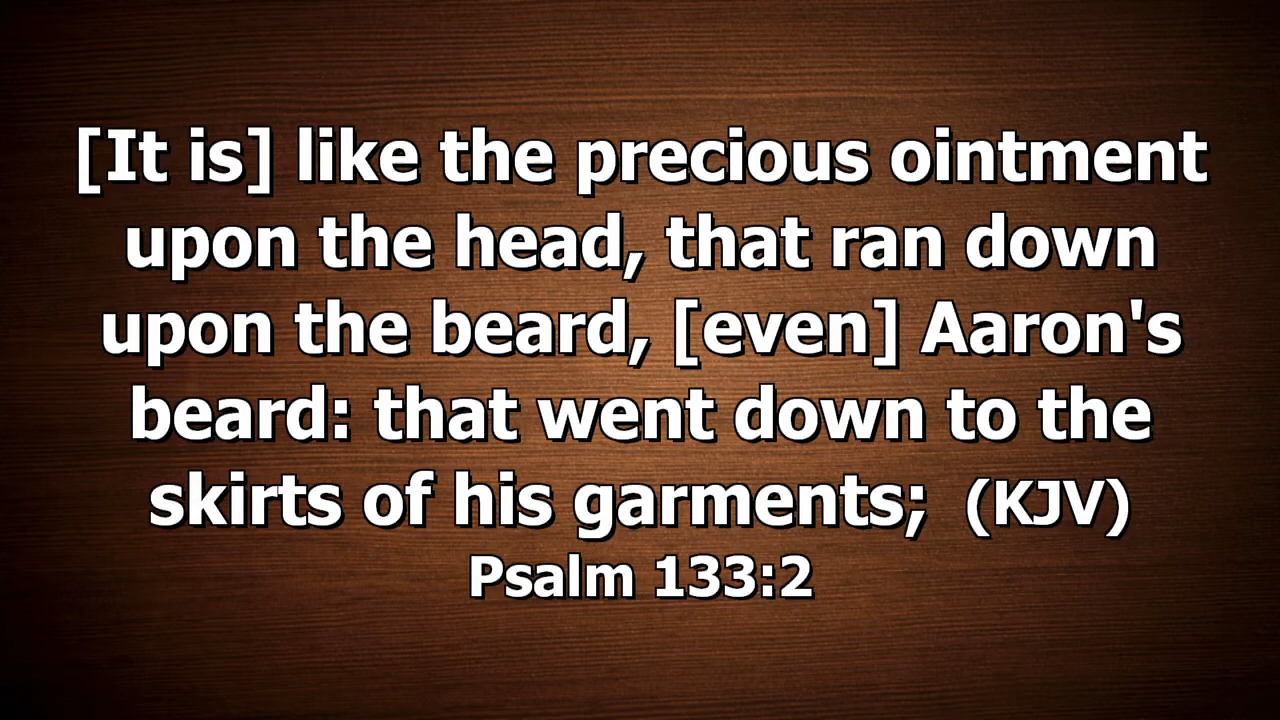 [It is] like the precious ointment
upon the head, that ran down
upon the beard, [even] Aaron's
beard: that went down to the
skirts of his garments; (KJV)
Psalm 133:2